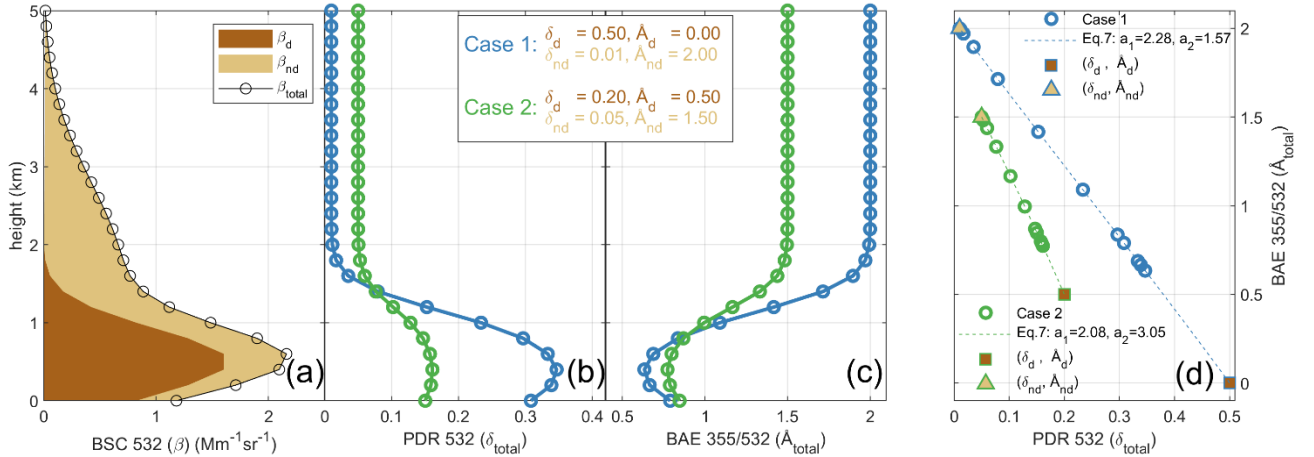 5
4
3
2
1
0
height (km)
β_d
β_nd
β_total
(a)
0
1
2
BSC 532 (β) (Mm⁻¹sr⁻¹)
Case 1: δ_d = 0.50, Å_d = 0.00
δ_nd = 0.01, Å_nd = 2.00
Case 2: δ_d = 0.20, Å_d = 0.50
δ_nd = 0.05, Å_nd = 1.50
(b)
0
0.1
0.2
0.3
0.4
PDR 532 (δ_total)
(c)
0.5
1
1.5
2
BAE 355/532 (Å_total)
Case 1
Eq.7: a₁=2.28, a₂=1.57
(δ_d , Å_d)
(δ_nd, Å_nd)
Case 2
Eq.7: a₁=2.08, a₂=3.05
(δ_d , Å_d)
(δ_nd, Å_nd)
(d)
2
1.5
1
0.5
0
BAE 355/532 (Å_total)
0
0.1
0.2
0.3
0.4
0.5
PDR 532 (δ_total)